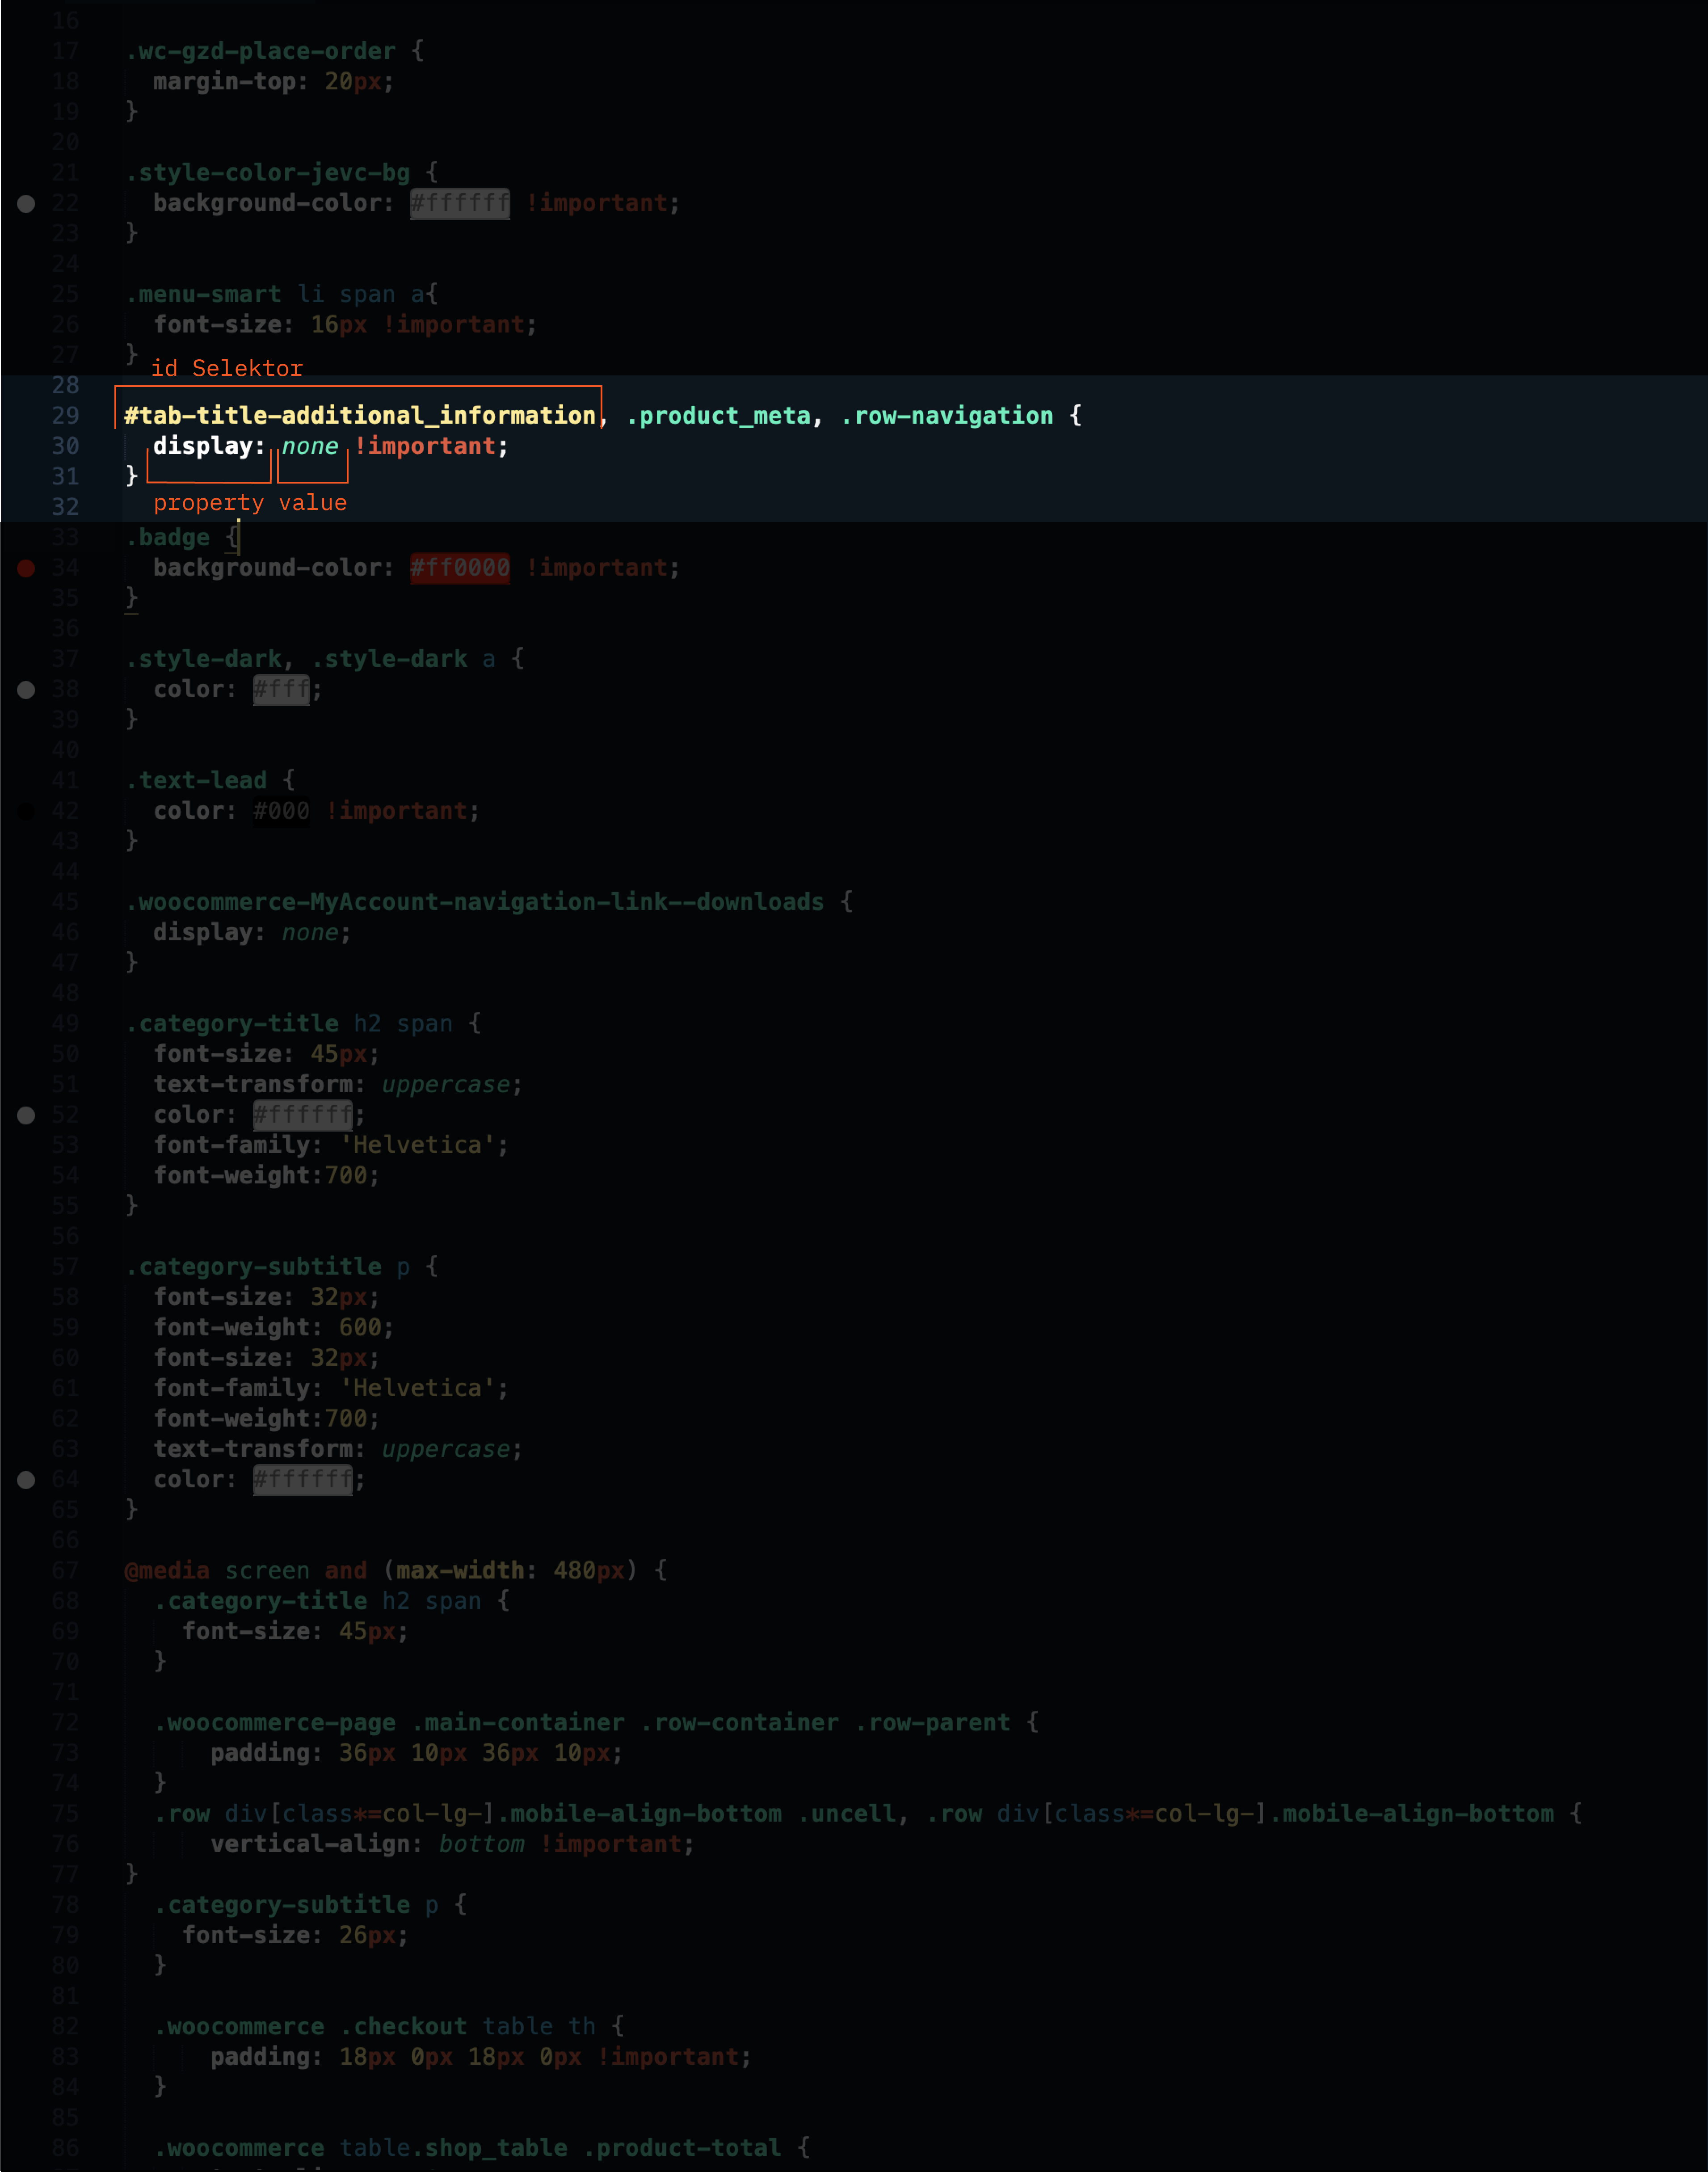 16
17 .wc-gzd-place-order {
18 margin-top: 20px;
19 }
20
21 .style-color-jevc-bg {
22 background-color: #ffffff !important;
23 }
24
25 .menu-smart li span a{
26 font-size: 16px !important;
27 }
id Selektor
28
29 #tab-title-additional_information, .product_meta, .row-navigation {
30 display: none !important;
31 }
32 property value
33 .badge {
34 background-color: #ff0000 !important;
35 }
36
37 .style-dark, .style-dark a {
38 color: #fff;
39 }
40
41 .text-lead {
42 color: #000 !important;
43 }
44
45 .woocommerce-MyAccount-navigation-link--downloads {
46 display: none;
47 }
48
49 .category-title h2 span {
50 font-size: 45px;
51 text-transform: uppercase;
52 color: #ffffff;
53 font-family: 'Helvetica';
54 font-weight:700;
55 }
56
57 .category-subtitle p {
58 font-size: 32px;
59 font-weight: 600;
60 font-size: 32px;
61 font-family: 'Helvetica';
62 font-weight:700;
63 text-transform: uppercase;
64 color: #ffffff;
65 }
66
67 @media screen and (max-width: 480px) {
68 .category-title h2 span {
69 font-size: 45px;
70 }
71
72 .woocommerce-page .main-container .row-container .row-parent {
73 padding: 36px 10px 36px 10px;
74 }
75 .row div[class*=col-lg-].mobile-align-bottom .uncell, .row div[class*=col-lg-].mobile-align-bottom {
76 vertical-align: bottom !important;
77 }
78 .category-subtitle p {
79 font-size: 26px;
80 }
81
82 .woocommerce .checkout table th {
83 padding: 18px 0px 18px 0px !important;
84 }
85
86 .woocommerce table.shop_table .product-total {